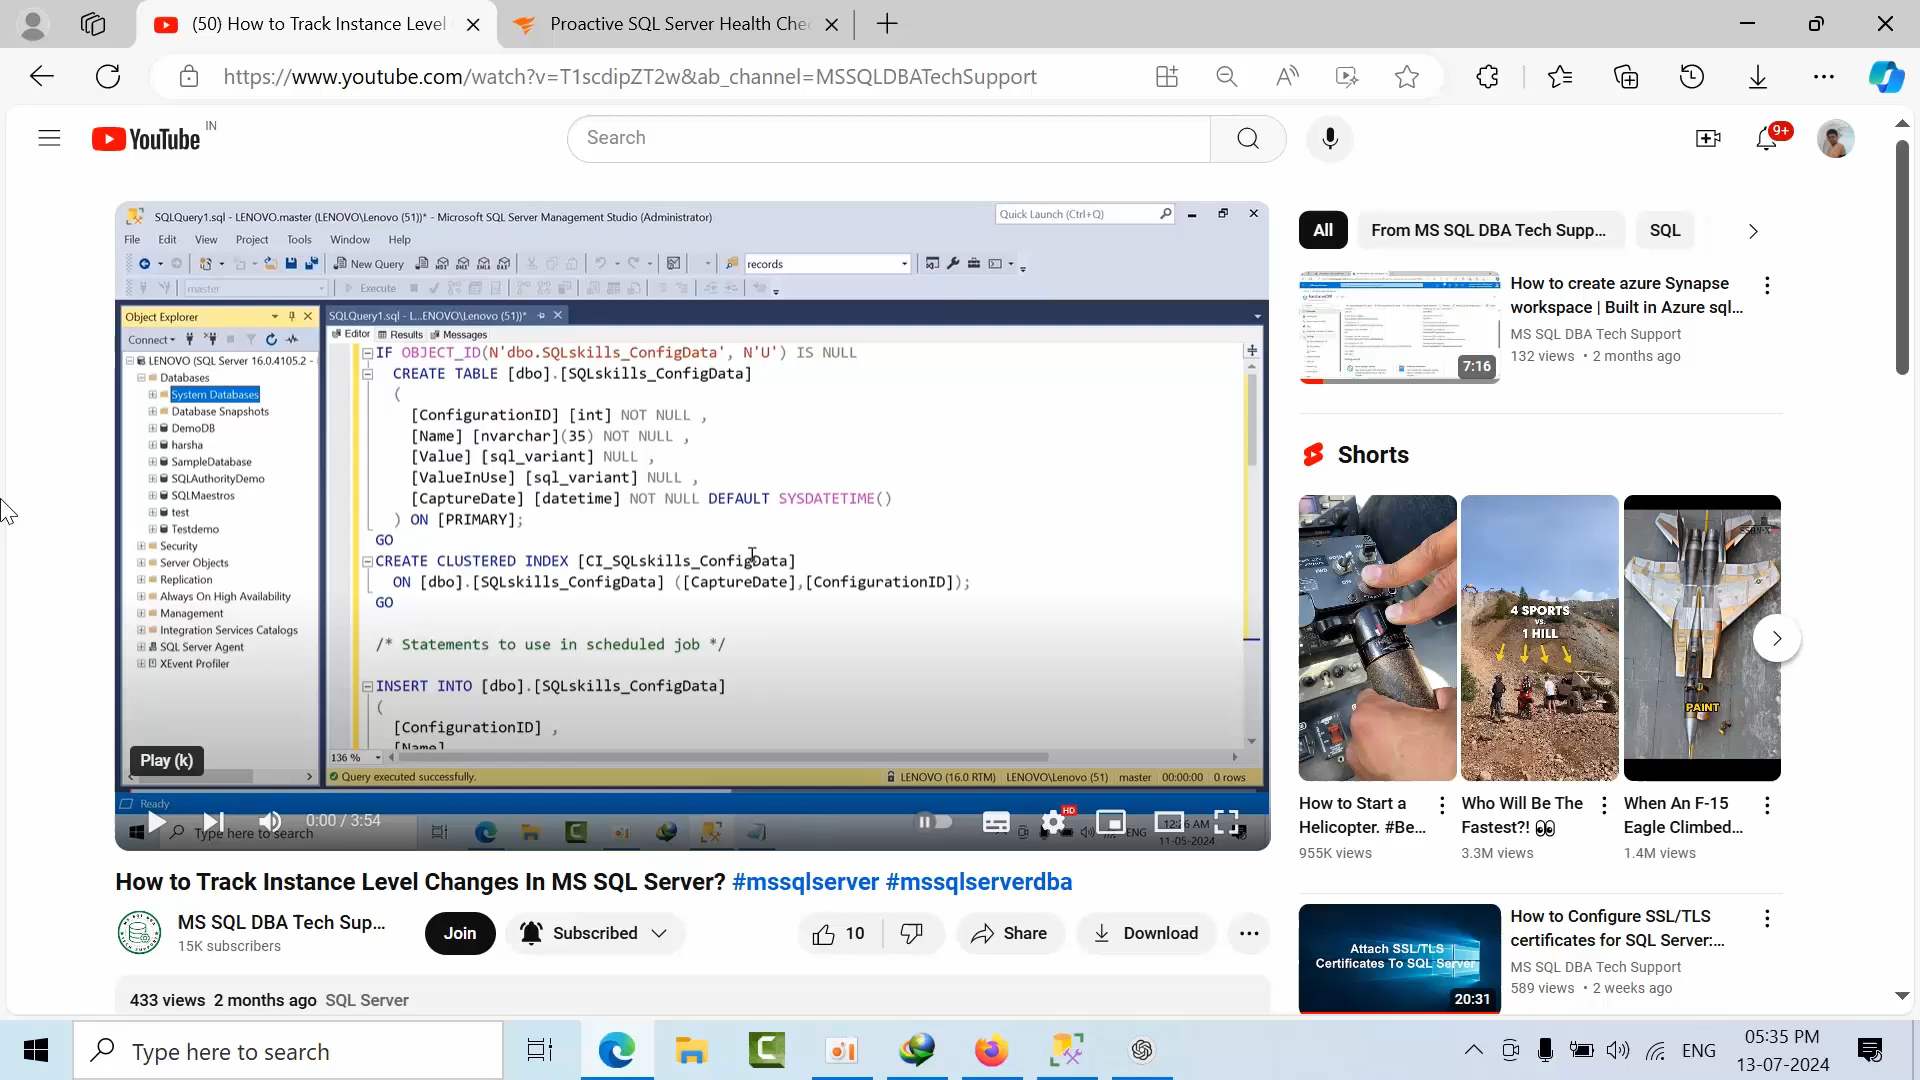 (50) How to Track Instance Level
Proactive SQL Server Health Che
https://www.youtube.com/watch?v=T1scdipZT2w&ab_channel=MSSQLDBATechSupport
YouTube IN
Search
9+
SQLQuery1.sql - LENOVO.master (LENOVO\Lenovo (51))* - Microsoft SQL Server Management Studio (Administrator)
Quick Launch (Ctrl+Q)
File Edit View Project Tools Window Help
New Query
records
master
Execute
Object Explorer
Connect
LENOVO (SQL Server 16.0.4105.2 -
Databases
System Databases
Database Snapshots
DemoDB
harsha
SampleDatabase
SQLAuthorityDemo
SQLMaestros
test
Testdemo
Security
Server Objects
Replication
Always On High Availability
Management
Integration Services Catalogs
SQL Server Agent
XEvent Profiler
SQLQuery1.sql - L...ENOVO\Lenovo (51))*
Editor Results Messages
IF OBJECT_ID(N'dbo.SQLskills_ConfigData', N'U') IS NULL
CREATE TABLE [dbo].[SQLskills_ConfigData]
(
[ConfigurationID] [int] NOT NULL ,
[Name] [nvarchar](35) NOT NULL ,
[Value] [sql_variant] NULL ,
[ValueInUse] [sql_variant] NULL ,
[CaptureDate] [datetime] NOT NULL DEFAULT SYSDATETIME()
) ON [PRIMARY];
GO
CREATE CLUSTERED INDEX [CI_SQLskills_ConfigData]
ON [dbo].[SQLskills_ConfigData] ([CaptureDate],[ConfigurationID]);
GO
/* Statements to use in scheduled job */
INSERT INTO [dbo].[SQLskills_ConfigData]
(
[ConfigurationID] ,
[Name]
136 %
Query executed successfully.
LENOVO (16.0 RTM) LENOVO\Lenovo (51) master 00:00:00 0 rows
Play (k)
Ready
0:00 / 3:54
Type here to search
HD
ENG
11-05-2024
How to Track Instance Level Changes In MS SQL Server? #mssqlserver #mssqlserverdba
MS SQL DBA Tech Sup...
15K subscribers
Join
Subscribed
10
Share
Download
433 views 2 months ago SQL Server
All
From MS SQL DBA Tech Supp...
SQL
How to create azure Synapse
workspace | Built in Azure sql...
MS SQL DBA Tech Support
132 views • 2 months ago
7:16
Shorts
4 SPORTS
vs.
1 HILL
PAINT
How to Start a
Helicopter. #Be...
955K views
Who Will Be The
Fastest?! 👀
3.3M views
When An F-15
Eagle Climbed...
1.4M views
Attach SSL/TLS
Certificates To SQL Server
20:31
How to Configure SSL/TLS
certificates for SQL Server:...
MS SQL DBA Tech Support
589 views • 2 weeks ago
Type here to search
ENG
05:35 PM
13-07-2024